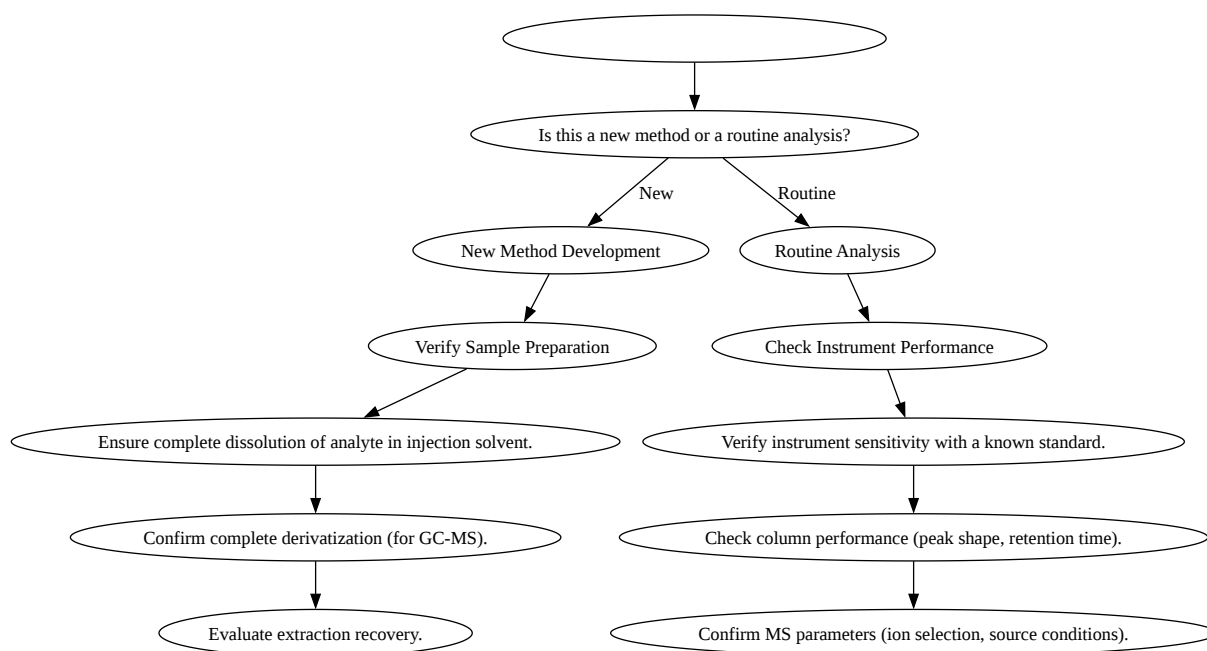 Is this a new method or a routine analysis?
New
Routine
New Method Development
Routine Analysis
Verify Sample Preparation
Check Instrument Performance
Ensure complete dissolution of analyte in injection solvent.
Verify instrument sensitivity with a known standard.
Confirm complete derivatization (for GC-MS).
Check column performance (peak shape, retention time).
Evaluate extraction recovery.
Confirm MS parameters (ion selection, source conditions).